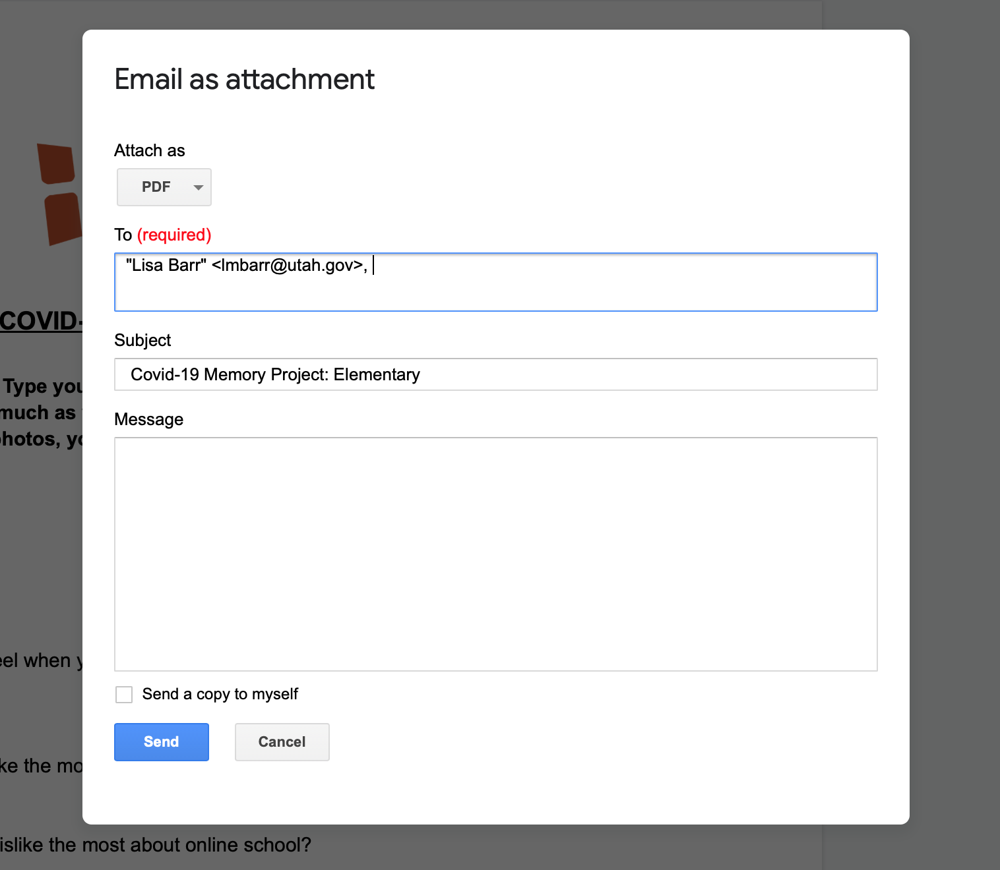 Email as attachment
Attach as
PDF
To (required)
"Lisa Barr" <lmbarr@utah.gov>,
COVID-
Subject
Covid-19 Memory Project: Elementary
Type you
much as
photos, yo
Message
eel when y
Send a copy to myself
Send Cancel
ke the mo
islike the most about online school?